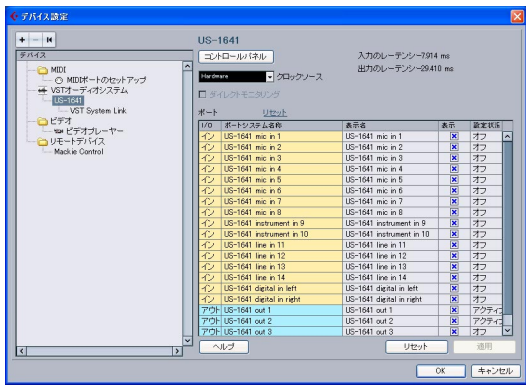 デバイス設定
デバイス
MIDI
MIDIポートのセットアップ
VSTオーディオシステム
US-1641
VST System Link
ビデオ
ビデオプレーヤー
リモートデバイス
Mackie Control
US-1641
コントロールパネル
入力のレーテンシー7.914 ms
出力のレーテンシー29.410 ms
Hardware クロックソース
ダイレクトモニタリング
ポート リセット
I/O ポートシステム名称 表示名 表示 設定状況
イン US-1641 mic in 1 US-1641 mic in 1 オフ
イン US-1641 mic in 2 US-1641 mic in 2 オフ
イン US-1641 mic in 3 US-1641 mic in 3 オフ
イン US-1641 mic in 4 US-1641 mic in 4 オフ
イン US-1641 mic in 5 US-1641 mic in 5 オフ
イン US-1641 mic in 6 US-1641 mic in 6 オフ
イン US-1641 mic in 7 US-1641 mic in 7 オフ
イン US-1641 mic in 8 US-1641 mic in 8 オフ
イン US-1641 instrument in 9 US-1641 instrument in 9 オフ
イン US-1641 instrument in 10 US-1641 instrument in 10 オフ
イン US-1641 line in 11 US-1641 line in 11 オフ
イン US-1641 line in 12 US-1641 line in 12 オフ
イン US-1641 line in 13 US-1641 line in 13 オフ
イン US-1641 line in 14 US-1641 line in 14 オフ
イン US-1641 digital in left US-1641 digital in left オフ
イン US-1641 digital in right US-1641 digital in right オフ
アウト US-1641 out 1 US-1641 out 1 アクティブ
アウト US-1641 out 2 US-1641 out 2 アクティブ
アウト US-1641 out 3 US-1641 out 3 オフ
ヘルプ リセット 適用
OK キャンセル